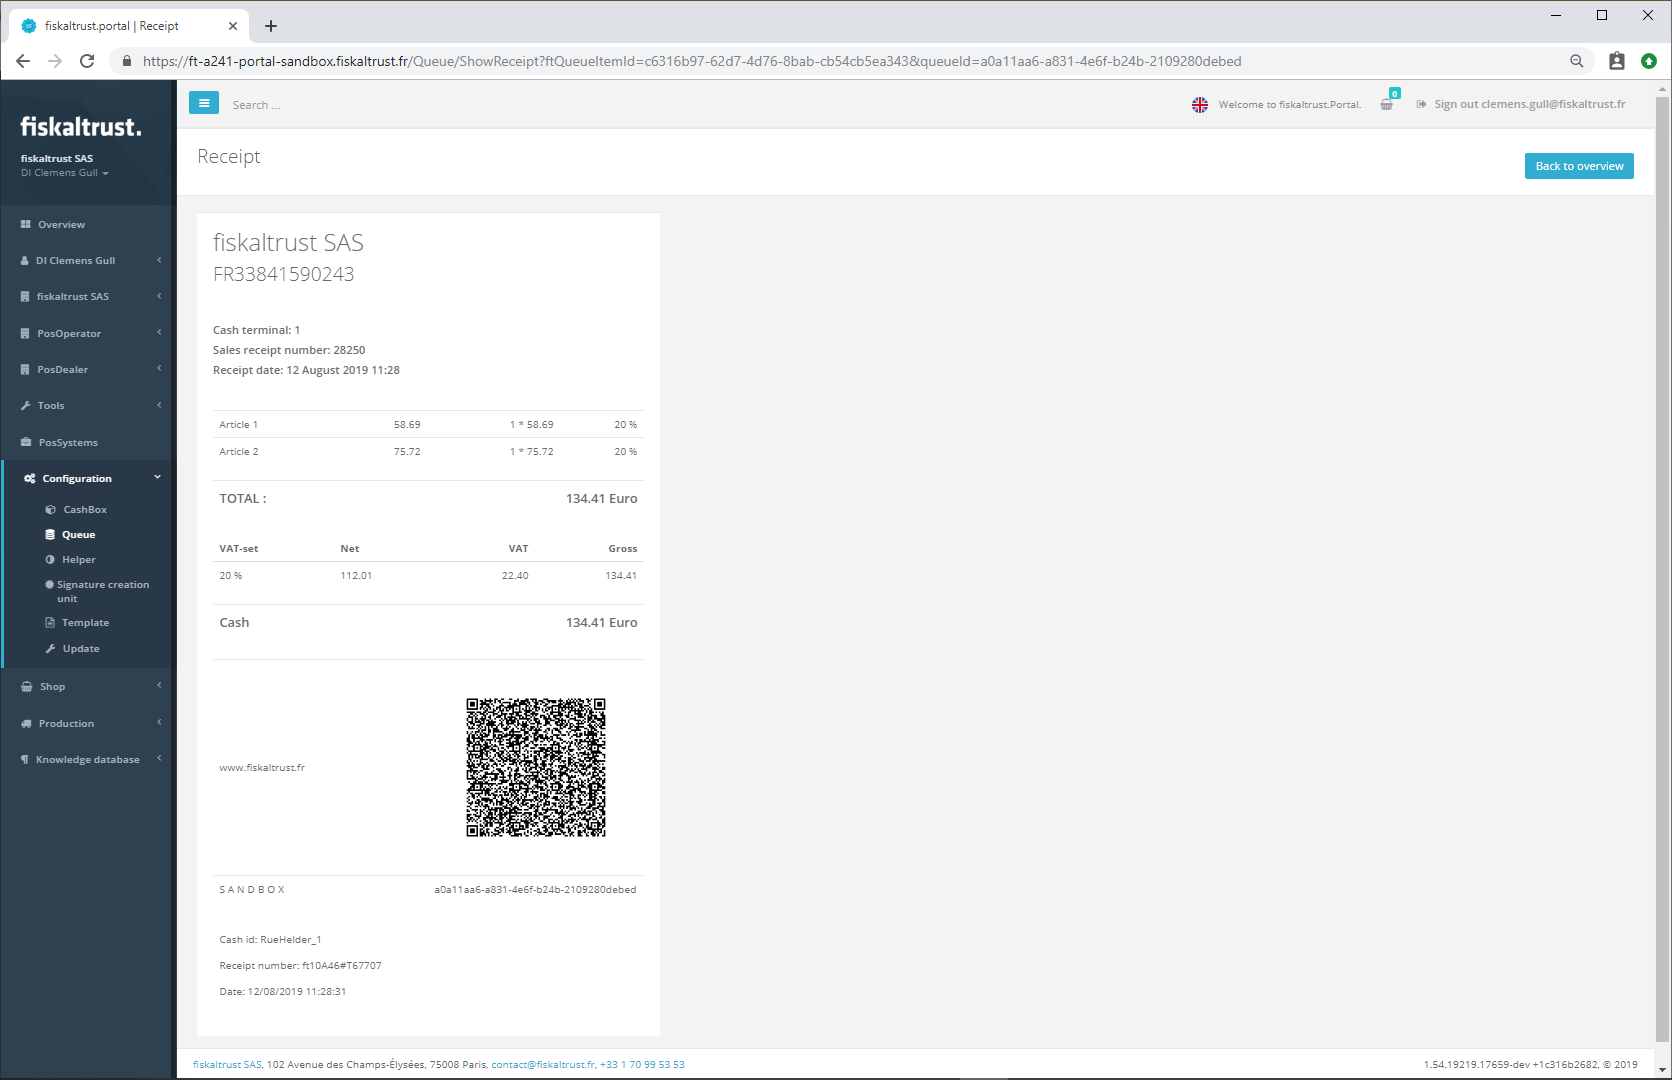 fiskaltrust.portal | Receipt
https://ft-a241-portal-sandbox.fiskaltrust.fr/Queue/ShowReceipt?ftQueueItemId=c6316b97-62d7-4d76-8bab-cb54cb5ea343&queueId=a0a11aa6-a831-4e6f-b24b-2109280debed
fiskaltrust.
fiskaltrust SAS
DI Clemens Gull
Overview
DI Clemens Gull
fiskaltrust SAS
PosOperator
PosDealer
Tools
PosSystems
Configuration
CashBox
Queue
Helper
Signature creation
unit
Template
Update
Shop
Production
Knowledge database
Search ...
Welcome to fiskaltrust.Portal.
0
Sign out clemens.gull@fiskaltrust.fr
Receipt
Back to overview
fiskaltrust SAS
FR33841590243
Cash terminal: 1
Sales receipt number: 28250
Receipt date: 12 August 2019 11:28
Article 1 58.69 1 * 58.69 20 %
Article 2 75.72 1 * 75.72 20 %
TOTAL : 134.41 Euro
VAT-set Net VAT Gross
20 % 112.01 22.40 134.41
Cash 134.41 Euro
www.fiskaltrust.fr
S A N D B O X a0a11aa6-a831-4e6f-b24b-2109280debed
Cash id: RueHelder_1
Receipt number: ft10A46#T67707
Date: 12/08/2019 11:28:31
fiskaltrust SAS, 102 Avenue des Champs-Élysées, 75008 Paris, contact@fiskaltrust.fr, +33 1 70 99 53 53
1.54.19219.17659-dev +1c316b2682, © 2019